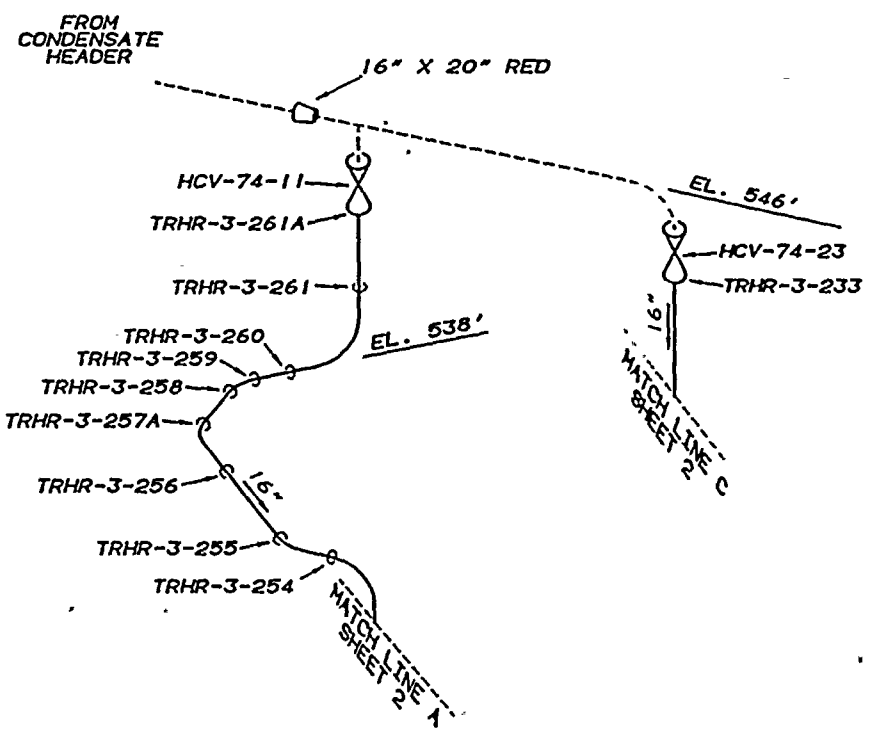 FROM
CONDENSATE
HEADER
16" X 20" RED
HCV-74-11
EL. 546'
TRHR-3-261A
HCV-74-23
TRHR-3-233
TRHR-3-261
16"
TRHR-3-260
EL. 538'
TRHR-3-259
TRHR-3-258
TRHR-3-257A
MATCH LINE C
SHEET 2
TRHR-3-256
16"
TRHR-3-255
TRHR-3-254
MATCH LINE A
SHEET 2